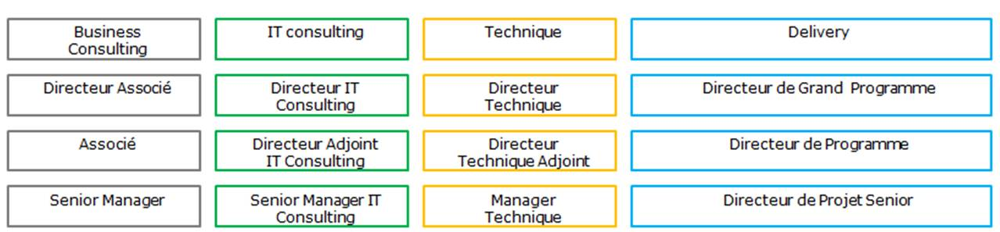 Business
Consulting
IT consulting
Technique
Delivery
Directeur Associé
Directeur IT
Consulting
Directeur
Technique
Directeur de Grand Programme
Associé
Directeur Adjoint
IT Consulting
Directeur
Technique Adjoint
Directeur de Programme
Senior Manager
Senior Manager IT
Consulting
Manager
Technique
Directeur de Projet Senior